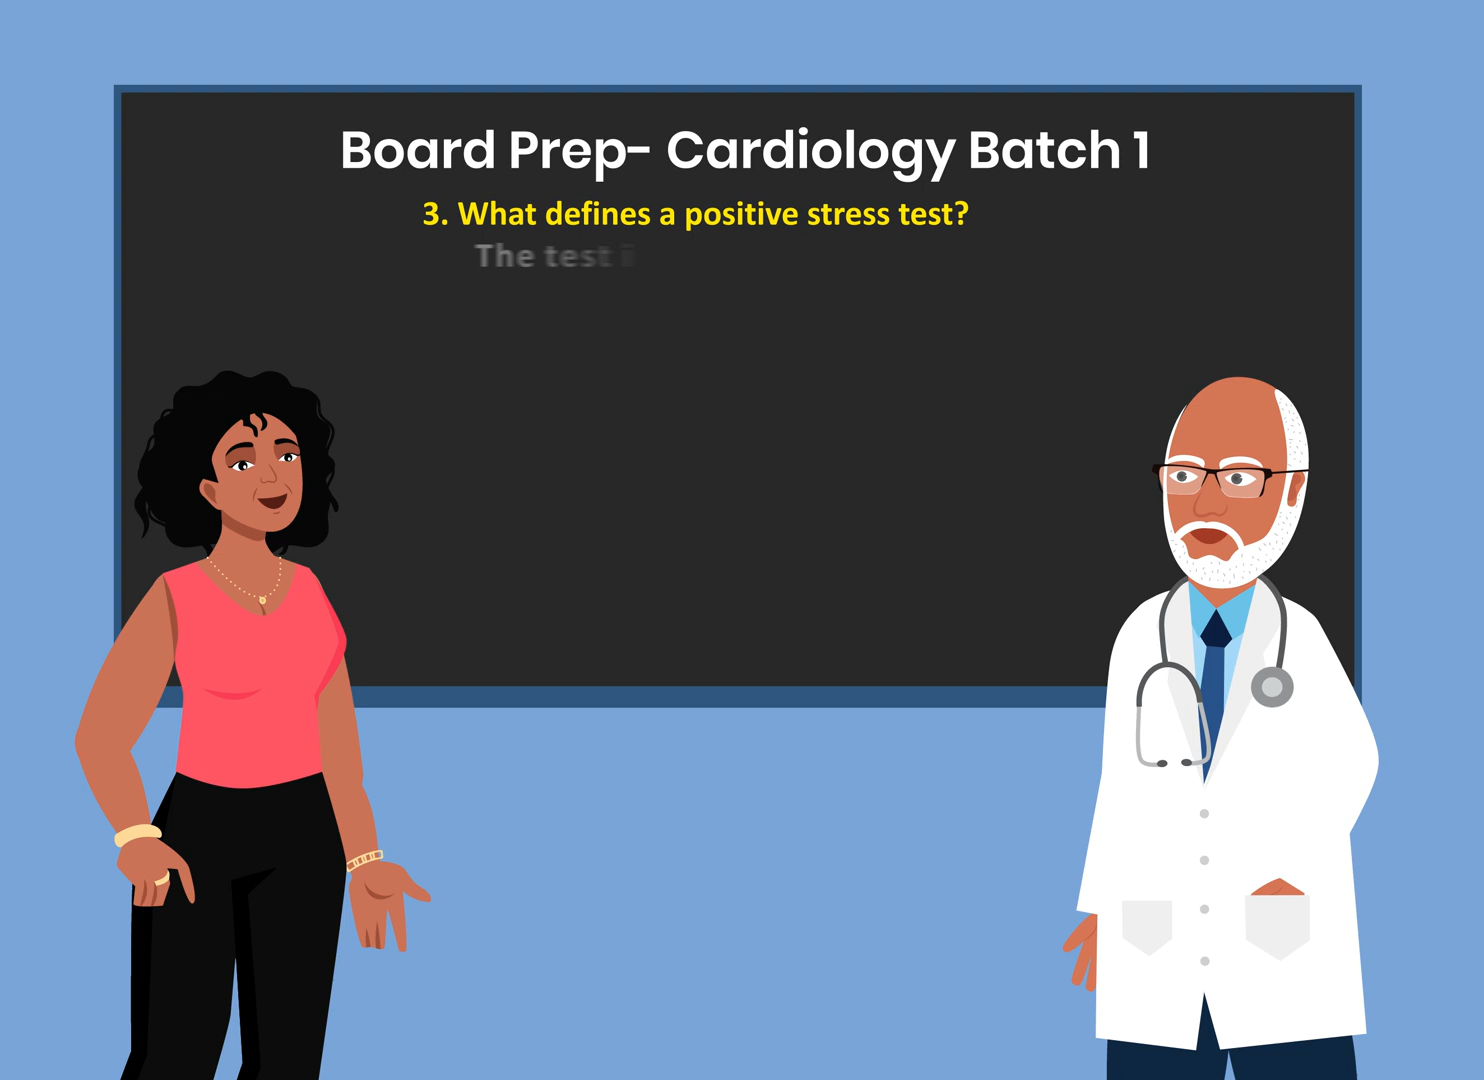 Board Prep- Cardiology Batch 1
3. What defines a positive stress test?
The test